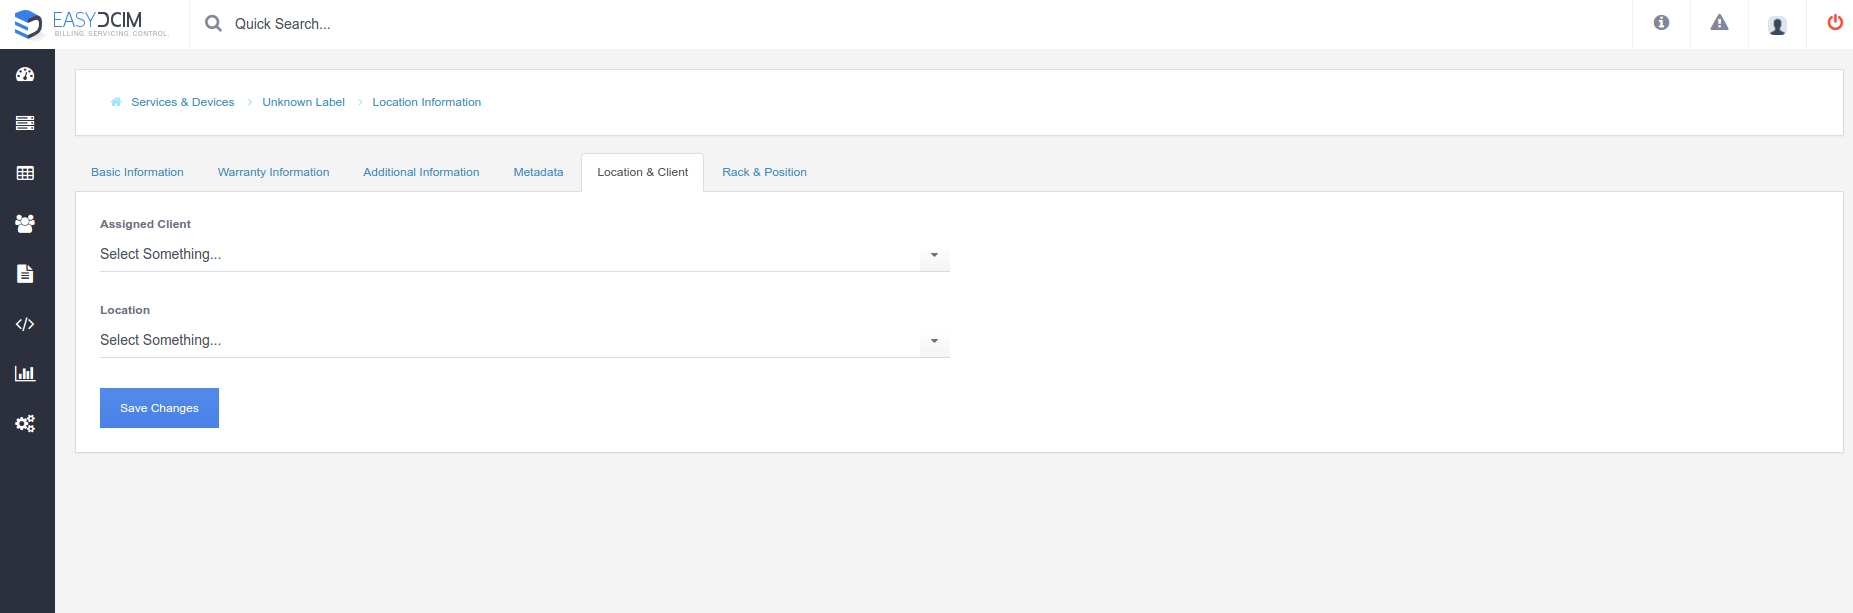 EASYDCIM
BILLING. SERVICING. CONTROL.
Quick Search...
Services & Devices Unknown Label Location Information
Basic Information Warranty Information Additional Information Metadata Location & Client Rack & Position
Assigned Client
Select Something...
Location
Select Something...
Save Changes